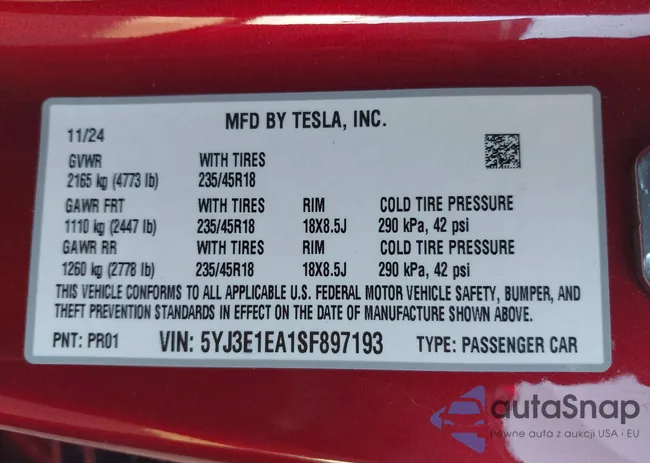 MFD BY TESLA, INC.
11/24
GVWR WITH TIRES
2165 kg (4773 lb) 235/45R18
GAWR FRT WITH TIRES RIM COLD TIRE PRESSURE
1110 kg (2447 lb) 235/45R18 18X8.5J 290 kPa, 42 psi
GAWR RR WITH TIRES RIM COLD TIRE PRESSURE
1260 kg (2778 lb) 235/45R18 18X8.5J 290 kPa, 42 psi
THIS VEHICLE CONFORMS TO ALL APPLICABLE U.S. FEDERAL MOTOR VEHICLE SAFETY, BUMPER, AND
THEFT PREVENTION STANDARDS IN EFFECT ON THE DATE OF MANUFACTURE SHOWN ABOVE.
PNT: PR01 VIN: 5YJ3E1EA1SF897193 TYPE: PASSENGER CAR
autaSnap
Pewne auta z aukcji USA i EU